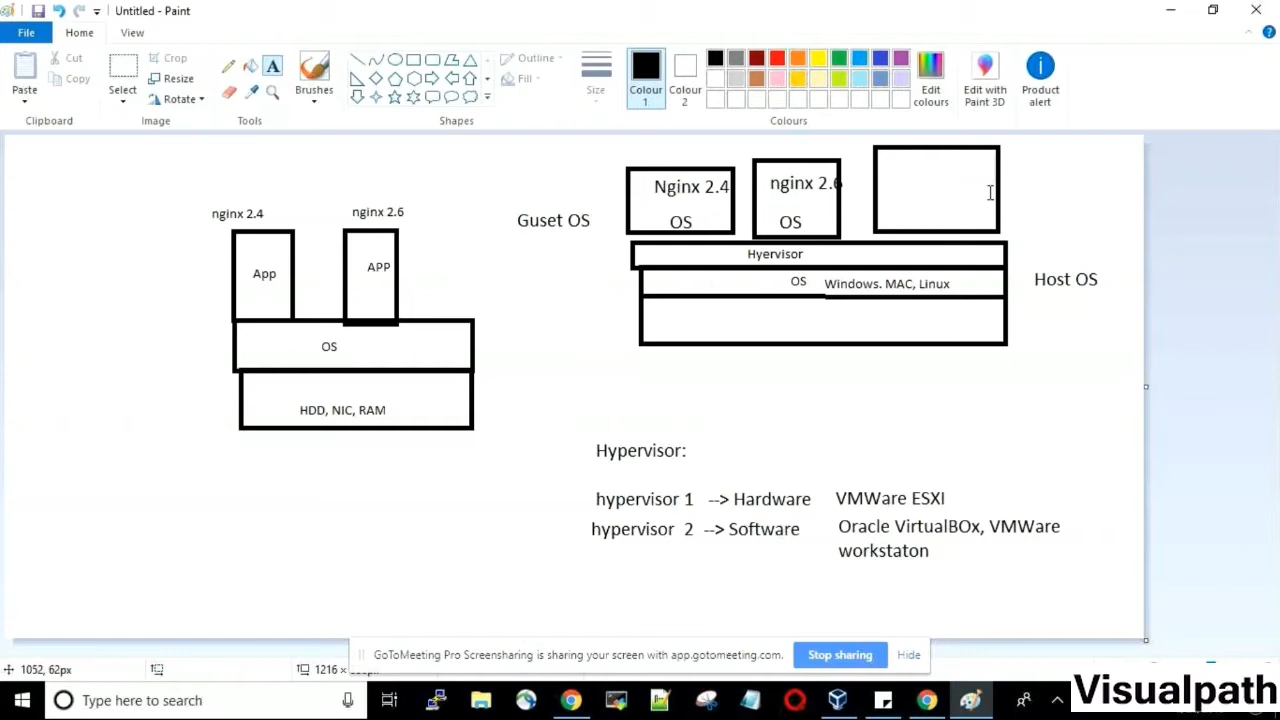 Untitled - Paint
File
Home
View
Paste
Cut
Copy
Clipboard
Select
Crop
Resize
Rotate
Image
Tools
Brushes
Shapes
Outline
Fill
Size
Colour 1
Colour 2
Colours
Edit colours
Edit with Paint 3D
Product alert
nginx 2.4
nginx 2.6
App
APP
OS
HDD, NIC, RAM
Guset OS
Nginx 2.4
OS
nginx 2.6
OS
Hyervisor
OS
Windows. MAC, Linux
Host OS
Hypervisor:
hypervisor 1 --> Hardware VMWare ESXI
hypervisor 2 --> Software Oracle VirtualBOx, VMWare
workstaton
GoToMeeting Pro Screensharing is sharing your screen with app.gotomeeting.com.
Stop sharing
Hide
1052, 62px
1216 ×
Type here to search
Visualpath